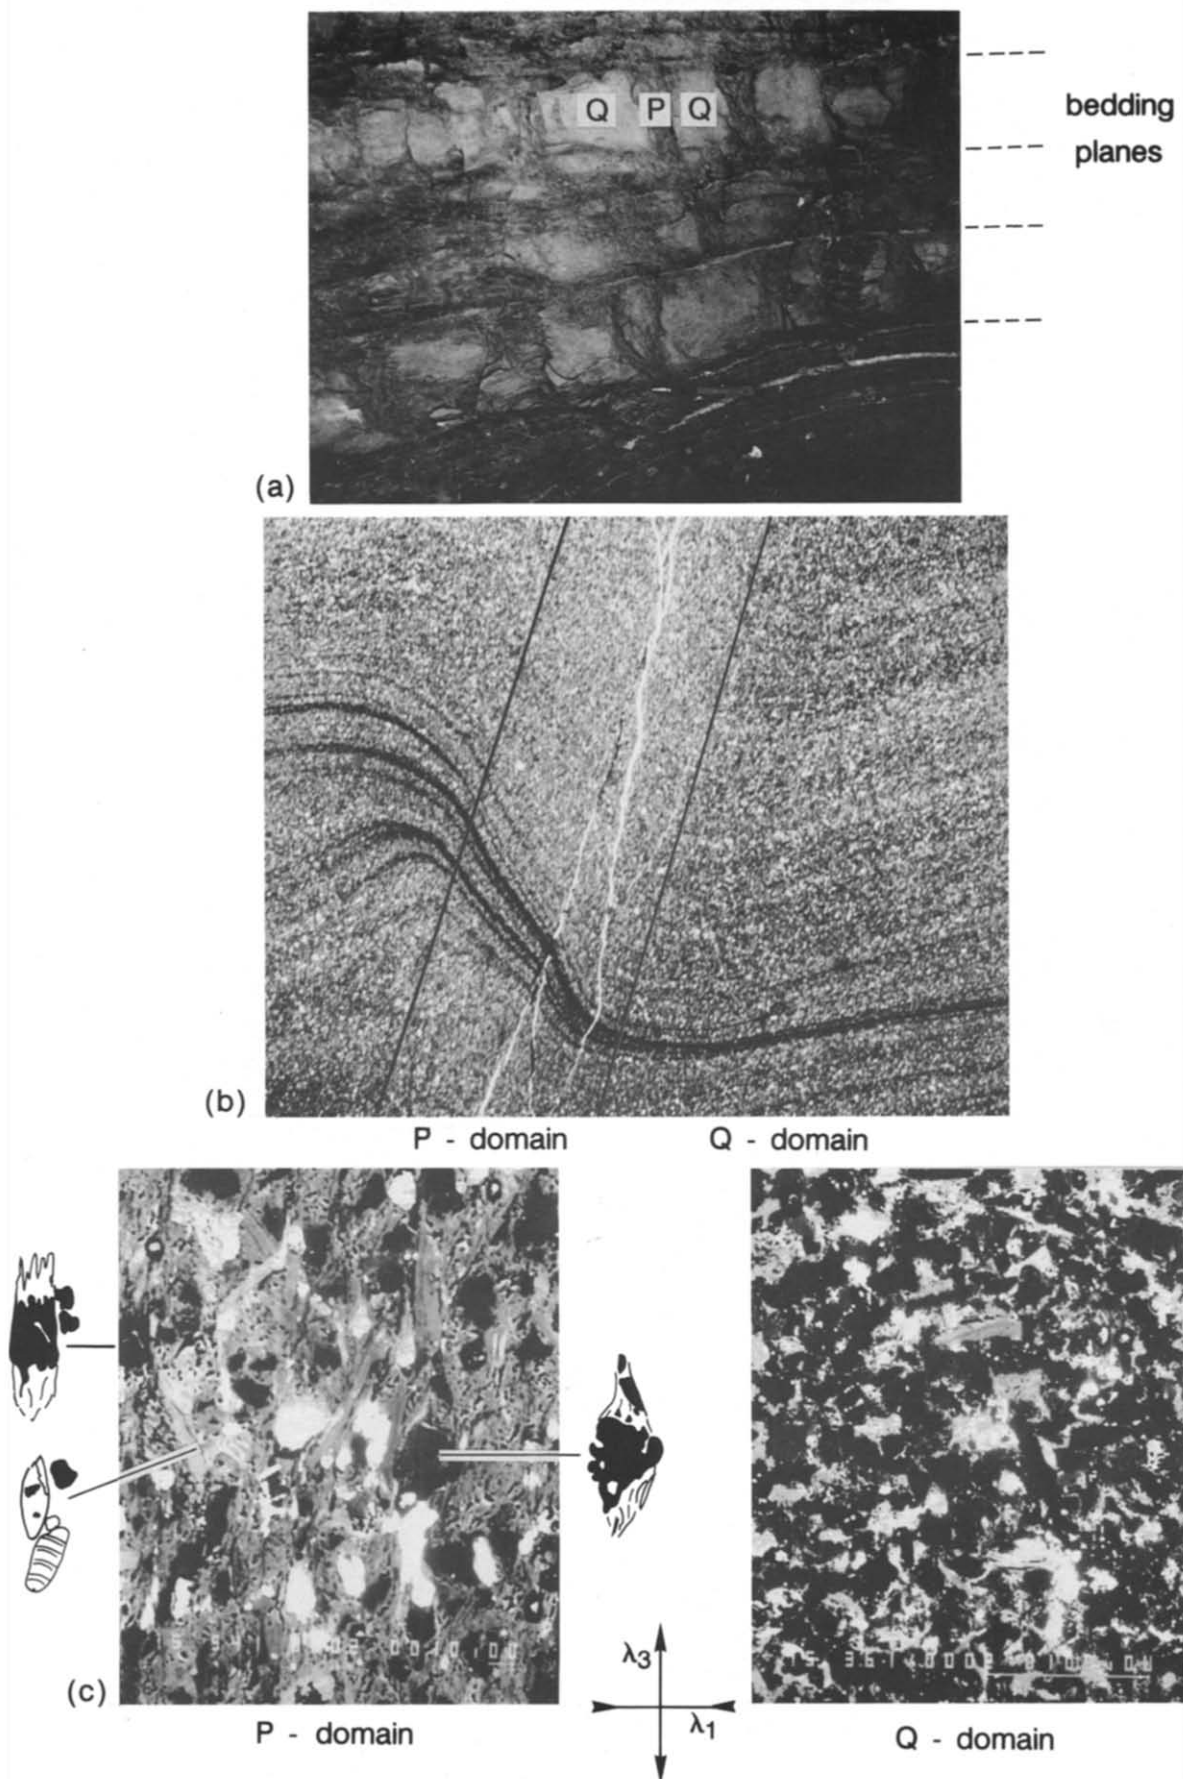 Q P Q
bedding
planes
(a)
(b)
P - domain Q - domain
λ3
λ1
(c)
P - domain Q - domain